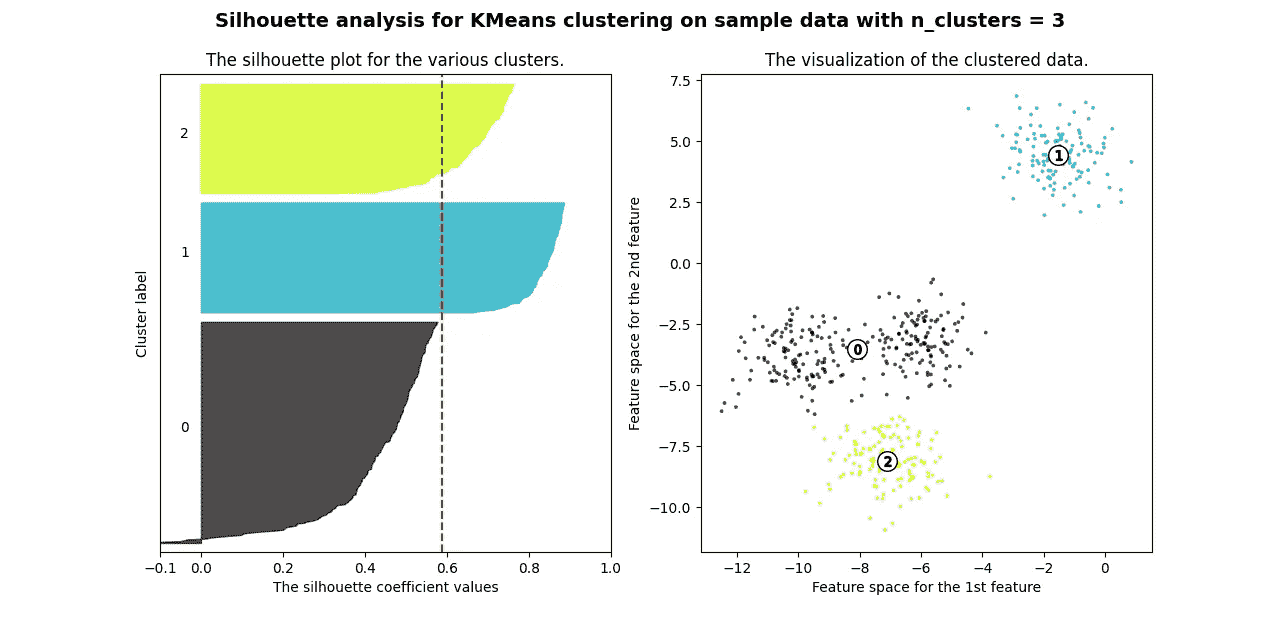 Silhouette analysis for KMeans clustering on sample data with n_clusters = 3
The silhouette plot for the various clusters.
Cluster label
2
1
0
−0.1 0.0 0.2 0.4 0.6 0.8 1.0
The silhouette coefficient values
The visualization of the clustered data.
Feature space for the 2nd feature
7.5
5.0
2.5
0.0
−2.5
−5.0
−7.5
−10.0
1
0
2
−12 −10 −8 −6 −4 −2 0
Feature space for the 1st feature